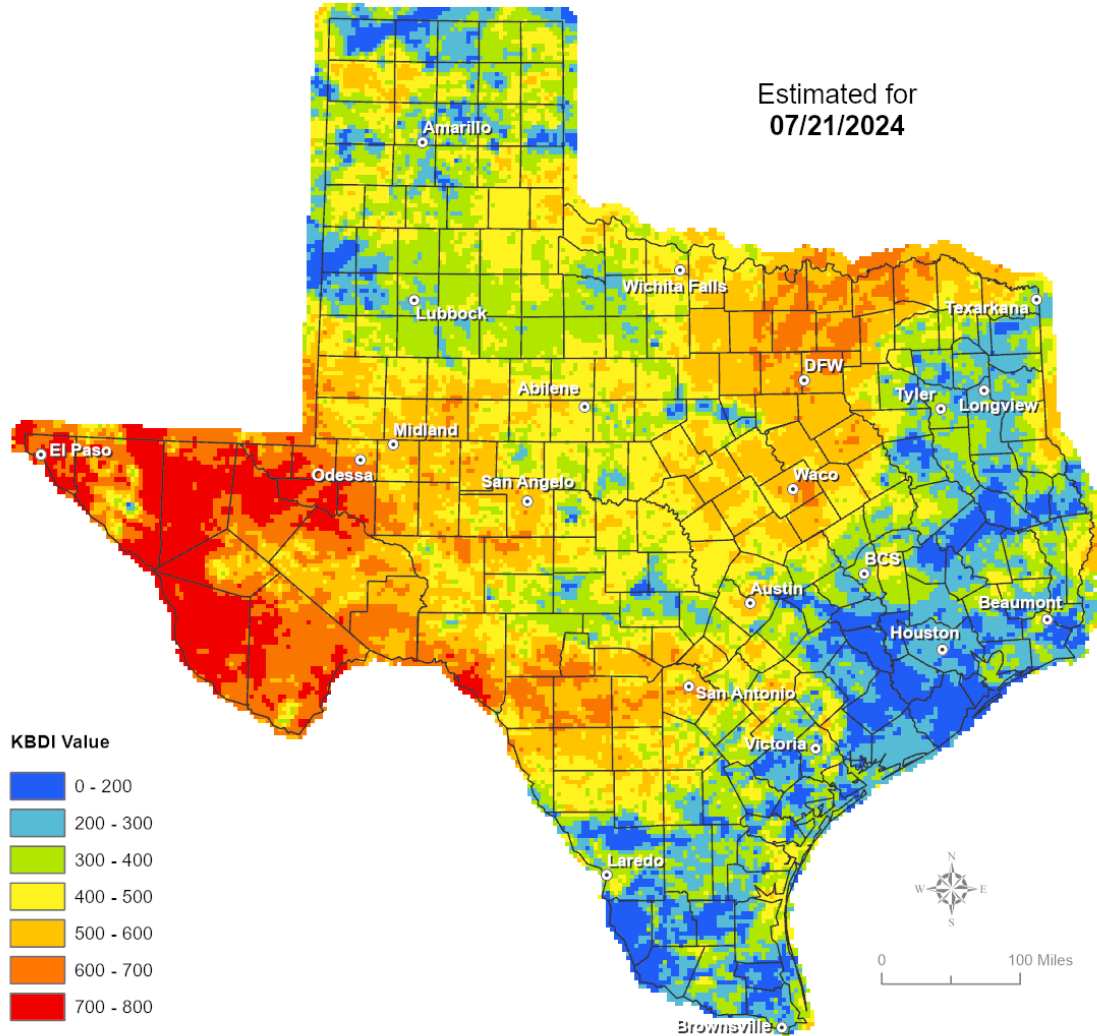 Estimated for
07/21/2024
Amarillo
Wichita Falls
Lubbock
Texarkana
DFW
Abilene
Tyler
Longview
Midland
El Paso
Odessa
San Angelo
Waco
BCS
Austin
Beaumont
Houston
San Antonio
Victoria
KBDI Value
0 - 200
200 - 300
300 - 400
400 - 500
500 - 600
600 - 700
700 - 800
Laredo
N
W E
S
0 100 Miles
Brownsville